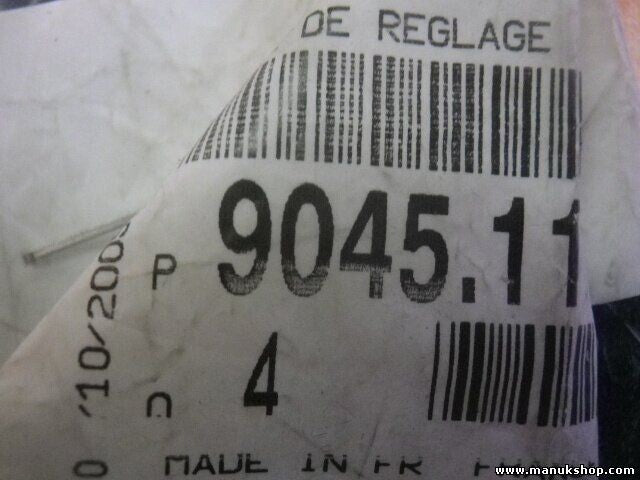 DE REGLAGE
P 9045.11
/10/200
4
MADE IN FR
www.manukshop.com